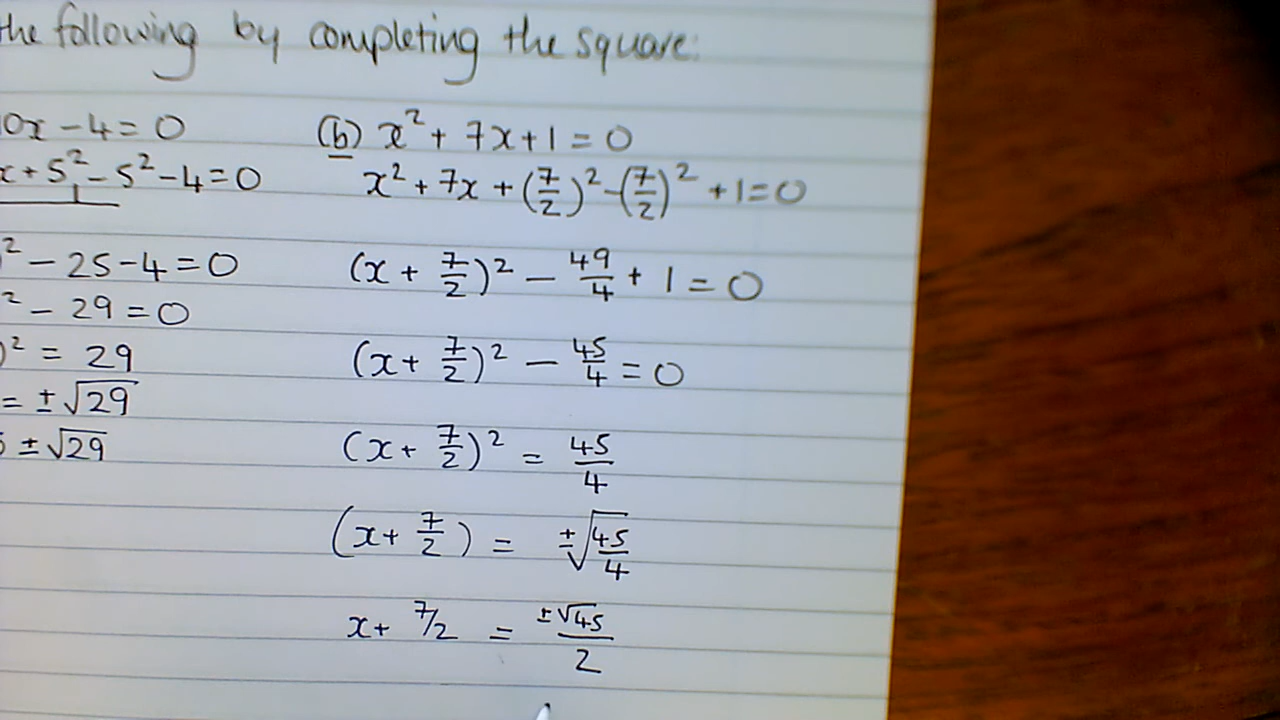 the following by completing the square:
0x - 4 = 0
x + 5² - 5² - 4 = 0
² - 25 - 4 = 0
² - 29 = 0
)² = 29
= ±√29
± √29
(b) x² + 7x + 1 = 0
x² + 7x + (7/2)² - (7/2)² + 1 = 0
(x + 7/2)² - 49/4 + 1 = 0
(x + 7/2)² - 45/4 = 0
(x + 7/2)² = 45/4
(x + 7/2) = ±√45/4
x + 7/2 = ±√45/2